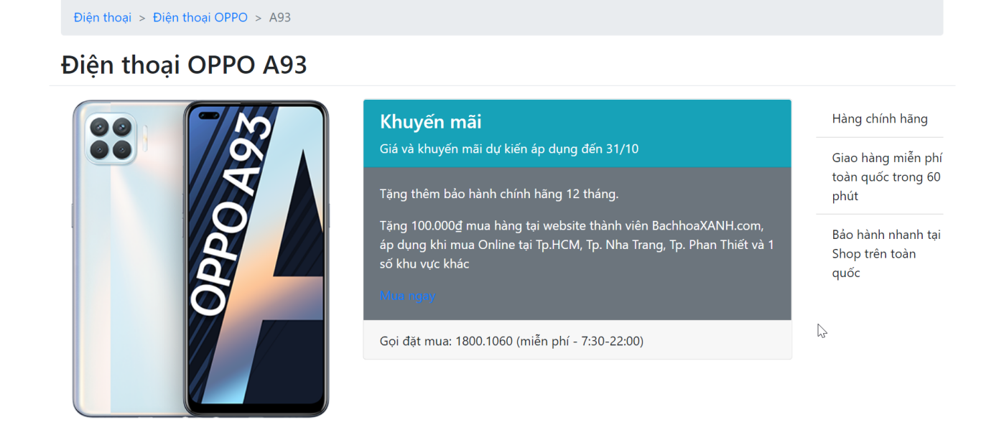 Điện thoại > Điện thoại OPPO > A93
Điện thoại OPPO A93
OPPO A93
Khuyến mãi
Giá và khuyến mãi dự kiến áp dụng đến 31/10
Tặng thêm bảo hành chính hãng 12 tháng.
Tặng 100.000₫ mua hàng tại website thành viên BachhoaXANH.com,
áp dụng khi mua Online tại Tp.HCM, Tp. Nha Trang, Tp. Phan Thiết và 1
số khu vực khác
Mua ngay
Gọi đặt mua: 1800.1060 (miễn phí - 7:30-22:00)
Hàng chính hãng
Giao hàng miễn phí
toàn quốc trong 60
phút
Bảo hành nhanh tại
Shop trên toàn
quốc